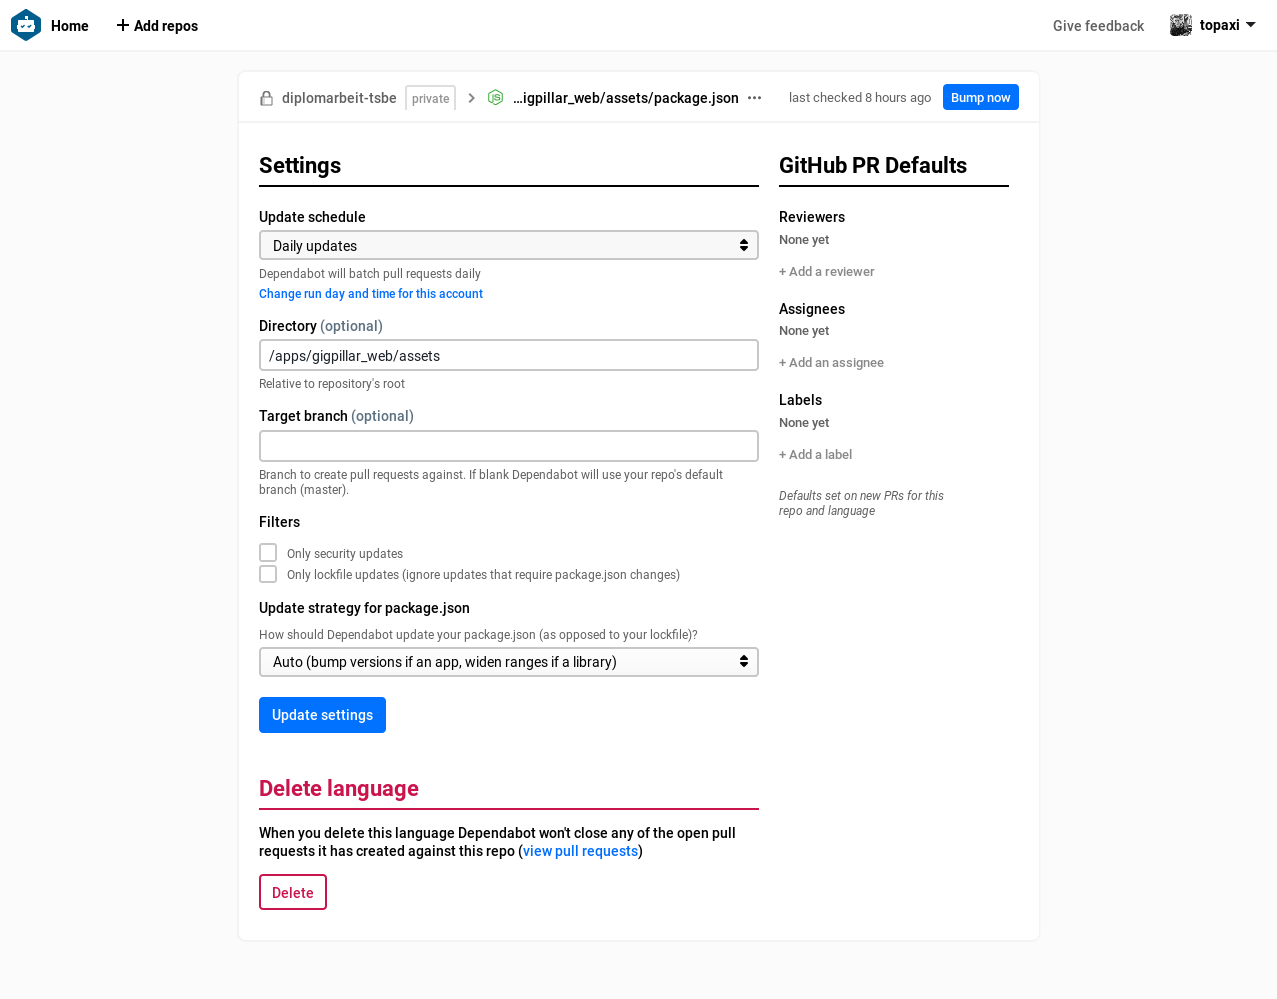 Home
Add repos
Give feedback
topaxi
diplomarbeit-tsbe
private
…igpillar_web/assets/package.json
last checked 8 hours ago
Bump now
Settings
Update schedule
Daily updates
Dependabot will batch pull requests daily
Change run day and time for this account
Directory (optional)
/apps/gigpillar_web/assets
Relative to repository's root
Target branch (optional)
Branch to create pull requests against. If blank Dependabot will use your repo's default
branch (master).
Filters
Only security updates
Only lockfile updates (ignore updates that require package.json changes)
Update strategy for package.json
How should Dependabot update your package.json (as opposed to your lockfile)?
Auto (bump versions if an app, widen ranges if a library)
Update settings
Delete language
When you delete this language Dependabot won't close any of the open pull
requests it has created against this repo (view pull requests)
Delete
GitHub PR Defaults
Reviewers
None yet
+ Add a reviewer
Assignees
None yet
+ Add an assignee
Labels
None yet
+ Add a label
Defaults set on new PRs for this
repo and language